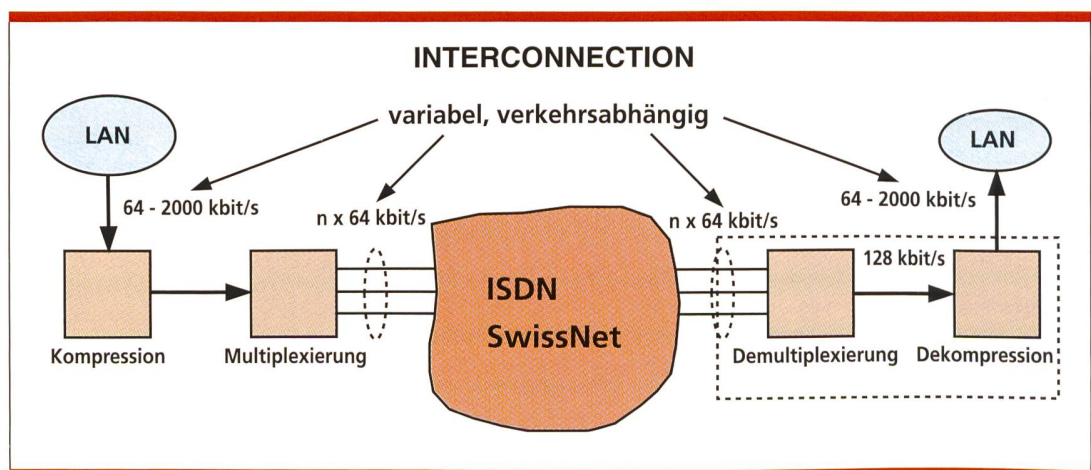 INTERCONNECTION
variabel, verkehrsabhängig
LAN
LAN
64 - 2000 kbit/s
n x 64 kbit/s
n x 64 kbit/s
64 - 2000 kbit/s
128 kbit/s
ISDN
SwissNet
Kompression
Multiplexierung
Demultiplexierung
Dekompression